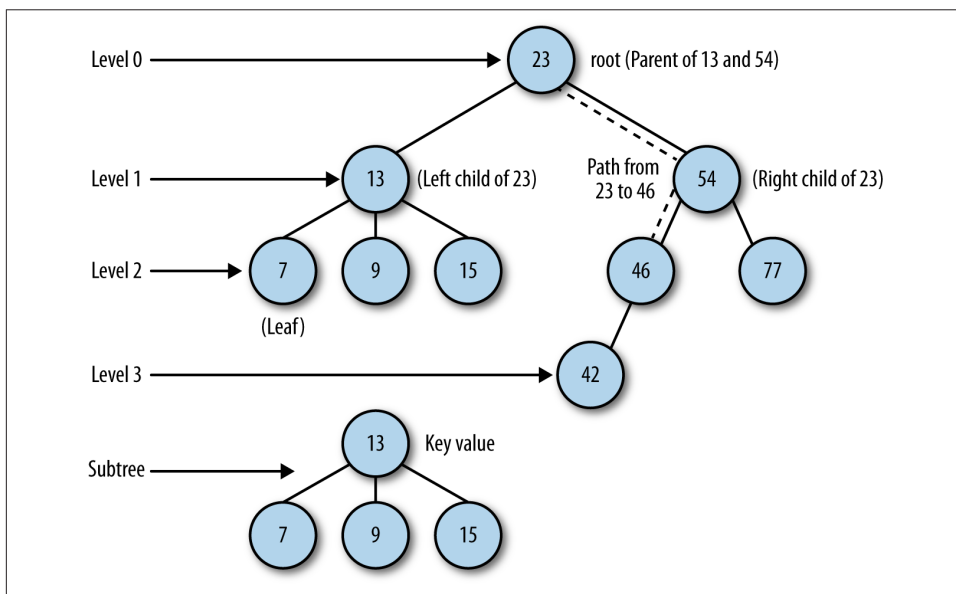 Level 0
23
root (Parent of 13 and 54)
Level 1
13
(Left child of 23)
Path from
23 to 46
54
(Right child of 23)
Level 2
7
9
15
46
77
(Leaf)
Level 3
42
13
Key value
Subtree
7
9
15